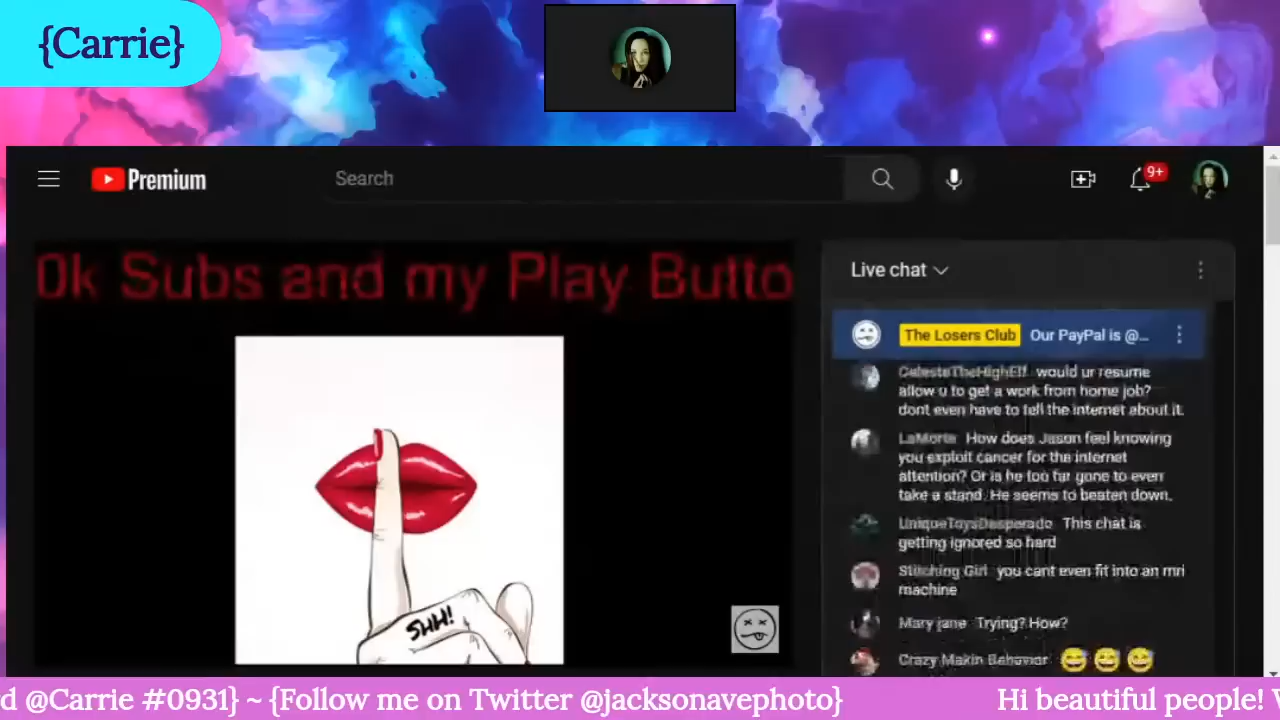 {Carrie}
Premium
Search
9+
0k Subs and my Play Butto
Live chat
The Losers Club Our PayPal is @...
CelesteTheHighElf would ur resume
allow u to get a work from home job?
dont even have to tell the internet about it.
LaMorte How does Jason feel knowing
you exploit cancer for the internet
attention? Or is he too far gone to even
take a stand. He seems to beaten down.
UniqueToysDesperado This chat is
getting ignored so hard
Stitching Girl you cant even fit into an mri
machine
Mary jane Trying? How?
Crazy Makin Behavior
SHH!
d @Carrie #0931} ~ {Follow me on Twitter @jacksonavephoto}
Hi beautiful people! W